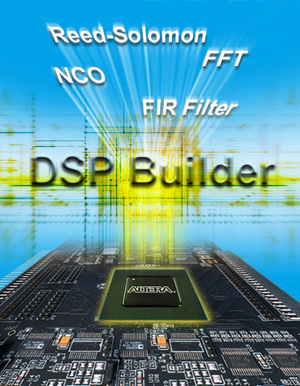 Reed-Solomon
FFT
NCO
FIR Filter
DSP Builder
ALTERA